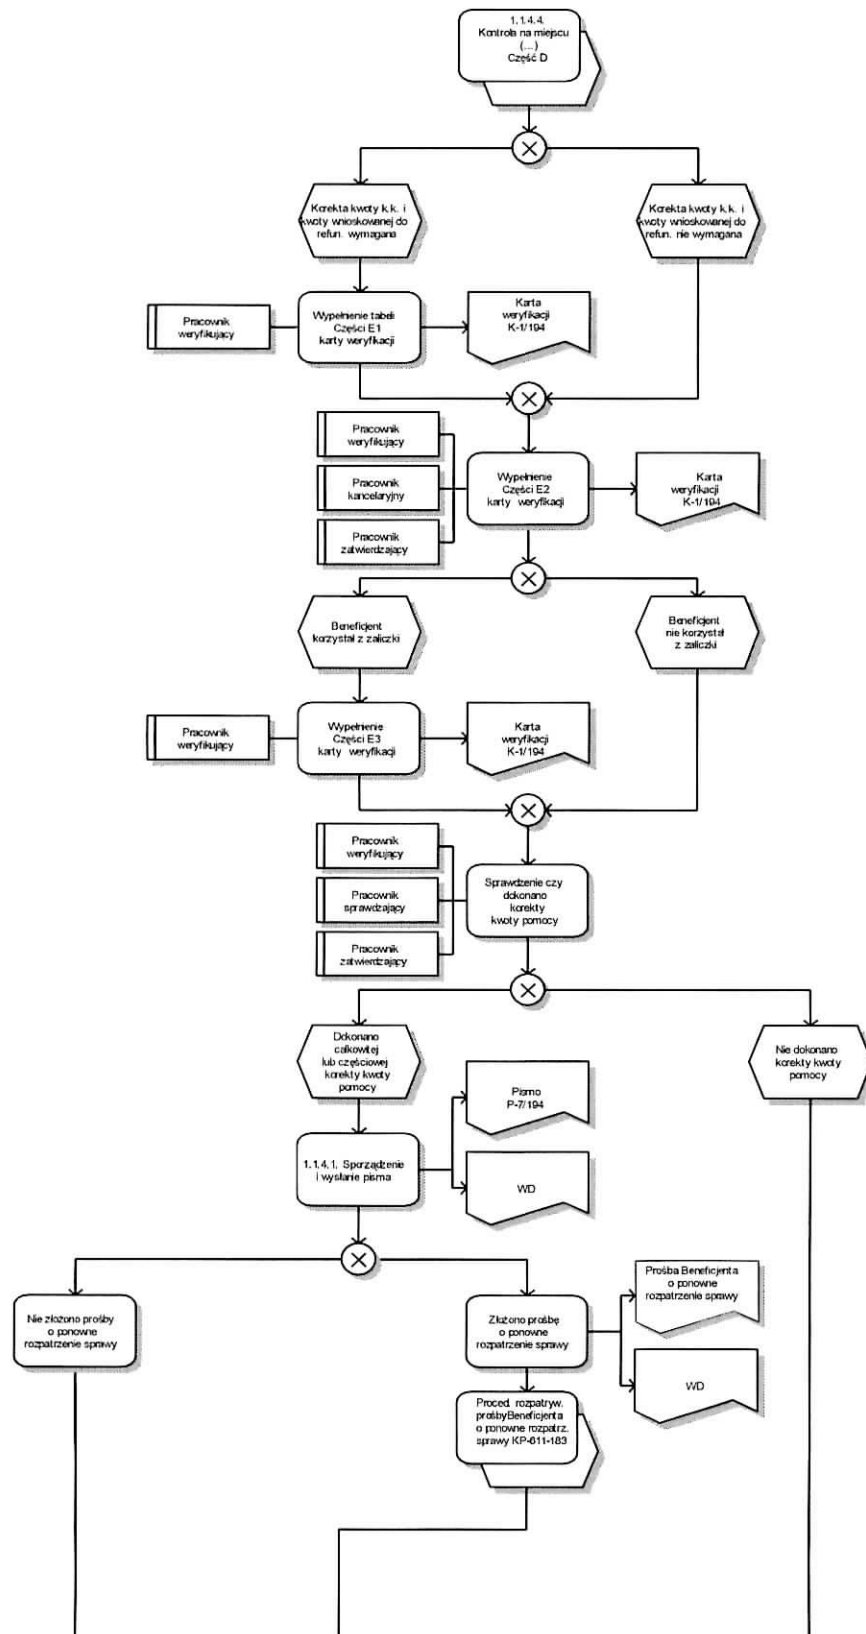 1.1.4.4.
Kontrola na miejscu
(...)
Część D
Korekta kwoty k.k. i
kwoty wnioskowanej do
refun. wymagana
Korekta kwoty k.k. i
kwoty wnioskowanej do
refun. nie wymagana
Pracownik
weryfikujący
Wypełnienie tabeli
Części E1
karty weryfikacji
Karta
weryfikacji
K-1/194
Pracownik
weryfikujący
Pracownik
kancelaryjny
Pracownik
zatwierdzający
Wypełnienie
Części E2
karty weryfikacji
Karta
weryfikacji
K-1/194
Beneficjent
korzystał z zaliczki
Beneficjent
nie korzystał
z zaliczki
Pracownik
weryfikujący
Wypełnienie
Części E3
karty weryfikacji
Karta
weryfikacji
K-1/194
Pracownik
weryfikujący
Pracownik
sprawdzający
Pracownik
zatwierdzający
Sprawdzenie czy
dokonano
korekty
kwoty pomocy
Dokonano
całkowitej
lub częściowej
korekty kwoty
pomocy
Nie dokonano
korekty kwoty
pomocy
Pismo
P-7/194
1.1.4.1. Sporządzenie
i wysłanie pisma
WD
Nie złożono prośby
o ponowne
rozpatrzenie sprawy
Złożono prośbę
o ponowne
rozpatrzenie sprawy
Prośba Beneficjenta
o ponowne
rozpatrzenie sprawy
WD
Proced. rozpatryw.
prośbyBeneficjenta
o ponowne rozpatrz.
sprawy KP-611-183